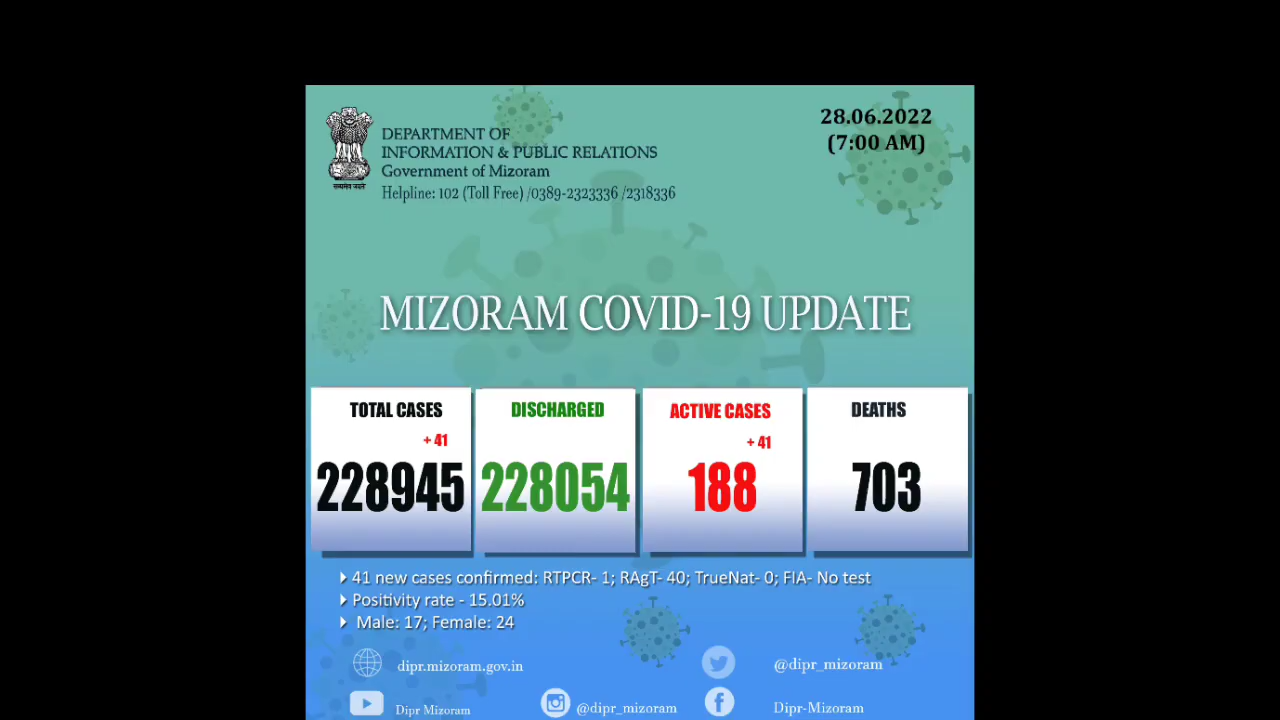 28.06.2022
(7:00 AM)
DEPARTMENT OF
INFORMATION & PUBLIC RELATIONS
Government of Mizoram
Helpline: 102 (Toll Free) /0389-2323336 /2318336
सत्यमेव जयते
MIZORAM COVID-19 UPDATE
TOTAL CASES
+ 41
228945
DISCHARGED
228054
ACTIVE CASES
+ 41
188
DEATHS
703
41 new cases confirmed: RTPCR- 1; RAgT- 40; TrueNat- 0; FIA- No test
Positivity rate - 15.01%
Male: 17; Female: 24
dipr.mizoram.gov.in
@dipr_mizoram
Dipr Mizoram
@dipr_mizoram
Dipr-Mizoram